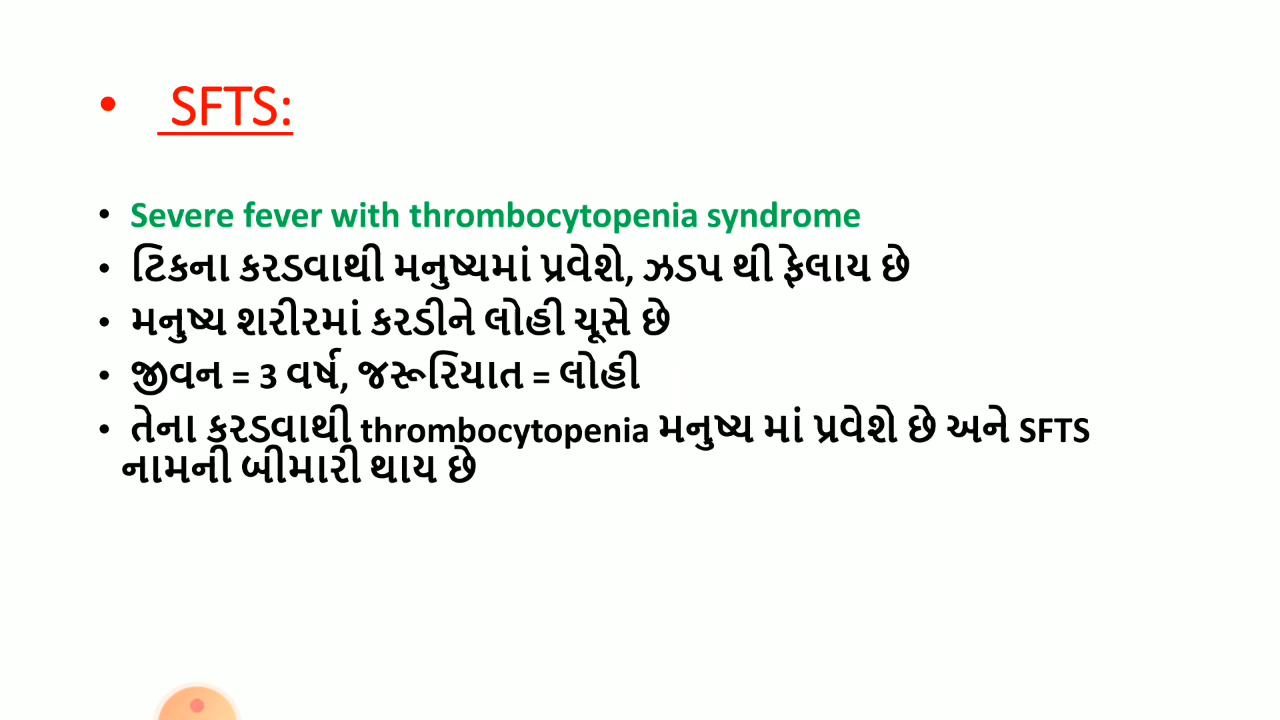 • SFTS:
• Severe fever with thrombocytopenia syndrome
• ટિકના કરડવાથી મનુષ્યમાં પ્રવેશે, ઝડપ થી ફેલાય છે
• મનુષ્ય શરીરમાં કરડીને લોહી ચૂસે છે
• જીવન = 3 વર્ષ, જરૂરિયાત = લોહી
• તેના કરડવાથી thrombocytopenia મનુષ્ય માં પ્રવેશે છે અને SFTS
નામની બીમારી થાય છે